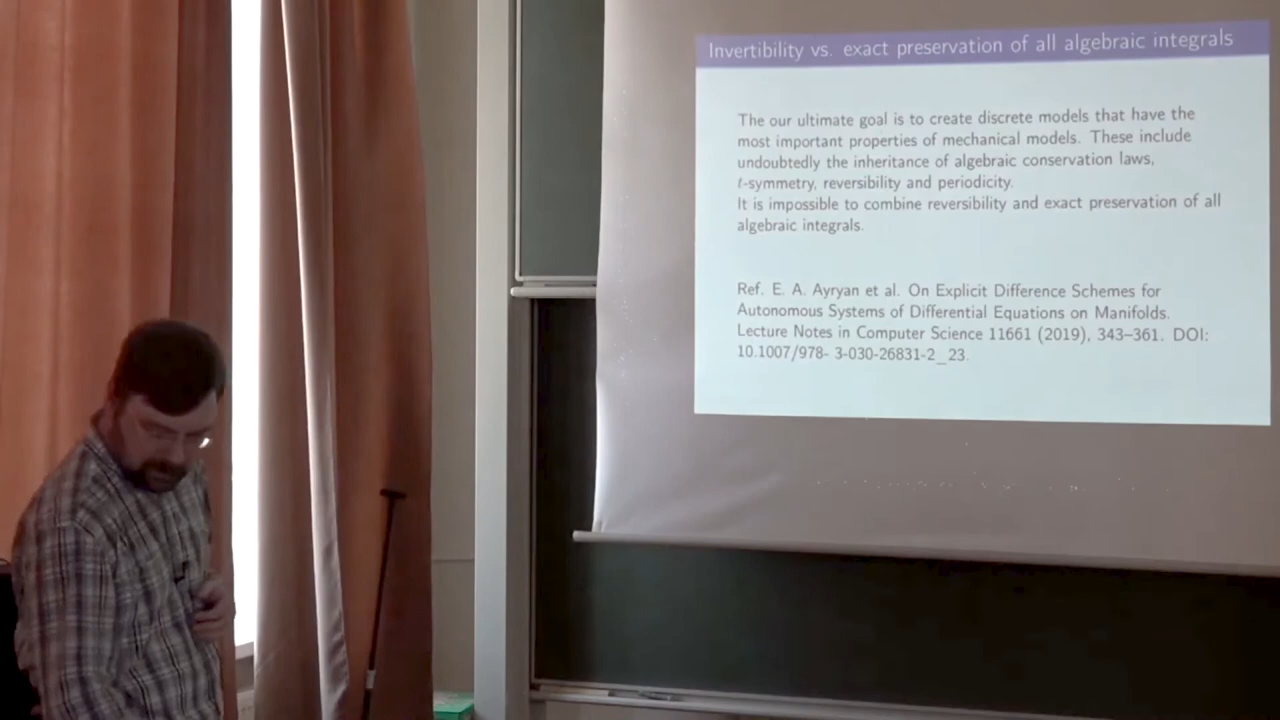 Invertibility vs. exact preservation of all algebraic integrals
The our ultimate goal is to create discrete models that have the
most important properties of mechanical models. These include
undoubtedly the inheritance of algebraic conservation laws,
t-symmetry, reversibility and periodicity.
It is impossible to combine reversibility and exact preservation of all
algebraic integrals.
Ref. E. A. Ayryan et al. On Explicit Difference Schemes for
Autonomous Systems of Differential Equations on Manifolds.
Lecture Notes in Computer Science 11661 (2019), 343–361. DOI:
10.1007/978- 3-030-26831-2_23.